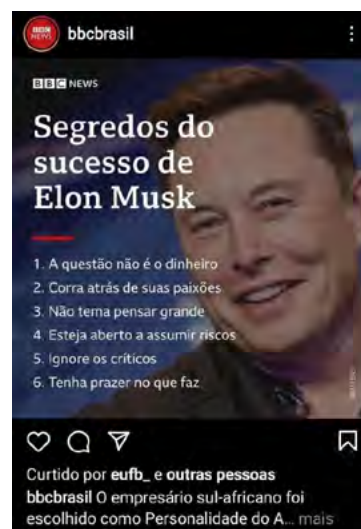 BBC
NEWS
bbcbrasil
BBC NEWS
Segredos do
sucesso de
Elon Musk
1. A questão não é o dinheiro
2. Corra atrás de suas paixões
3. Não tema pensar grande
4. Esteja aberto a assumir riscos
5. Ignore os críticos
6. Tenha prazer no que faz
Curtido por eufb_ e outras pessoas
bbcbrasil O empresário sul-africano foi
escolhido como Personalidade do A... mais